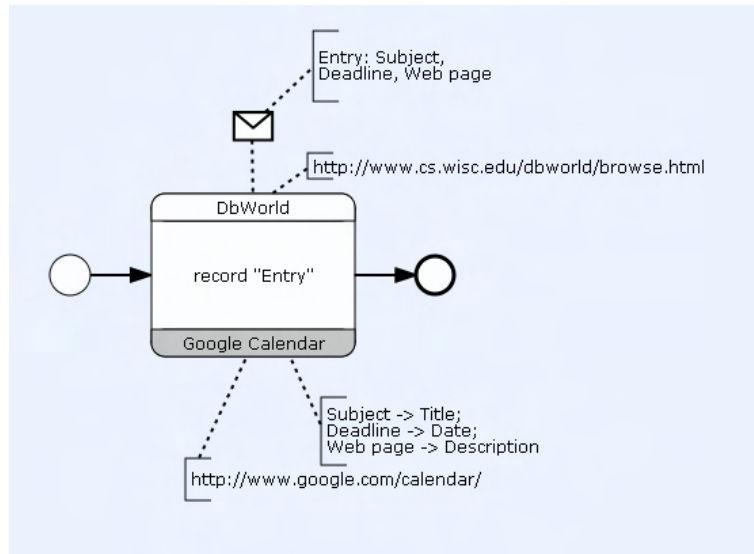 Entry: Subject,
Deadline, Web page
http://www.cs.wisc.edu/dbworld/browse.html
DbWorld
record "Entry"
Google Calendar
Subject -> Title;
Deadline -> Date;
Web page -> Description
http://www.google.com/calendar/